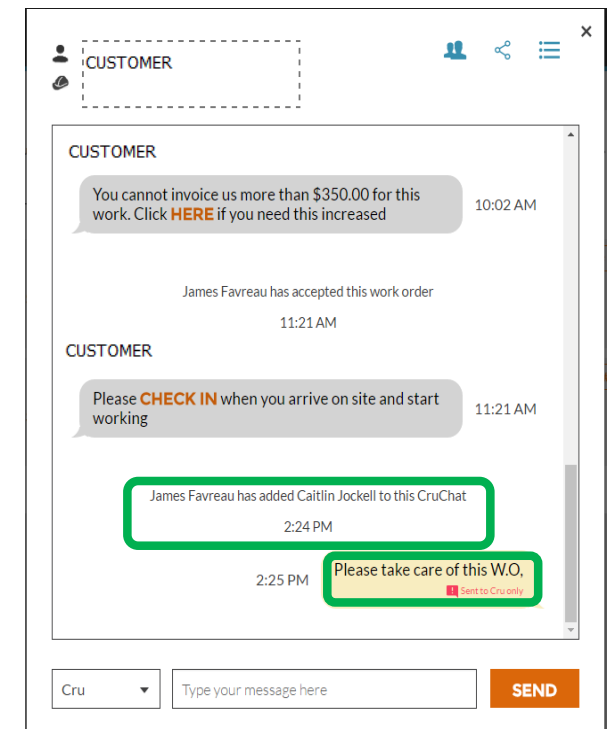 CUSTOMER
CUSTOMER
You cannot invoice us more than $350.00 for this
work. Click HERE if you need this increased
10:02 AM
James Favreau has accepted this work order
11:21 AM
CUSTOMER
Please CHECK IN when you arrive on site and start
working
11:21 AM
James Favreau has added Caitlin Jockell to this CruChat
2:24 PM
2:25 PM
Please take care of this W.O,
Sent to Cru only
Cru
Type your message here
SEND